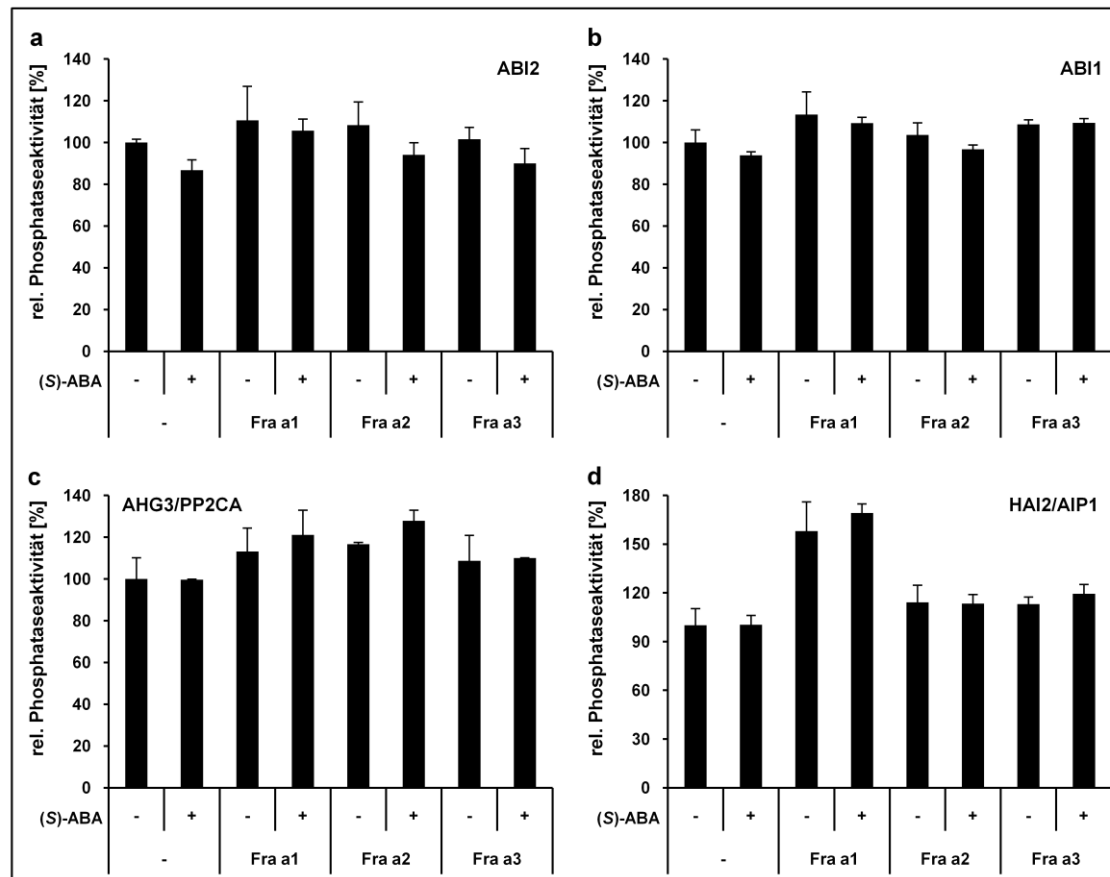 a
ABI2
rel. Phosphataseaktivität [%]
140
120
100
80
60
40
20
0
(S)-ABA - + - + - + - +
- Fra a1 Fra a2 Fra a3
b
ABI1
rel. Phosphataseaktivität [%]
140
120
100
80
60
40
20
0
(S)-ABA - + - + - + - +
- Fra a1 Fra a2 Fra a3
c
AHG3/PP2CA
rel. Phosphataseaktivität [%]
140
120
100
80
60
40
20
0
(S)-ABA - + - + - + - +
- Fra a1 Fra a2 Fra a3
d
HAI2/AIP1
rel. Phosphataseaktivität [%]
180
150
120
90
60
30
0
(S)-ABA - + - + - + - +
- Fra a1 Fra a2 Fra a3